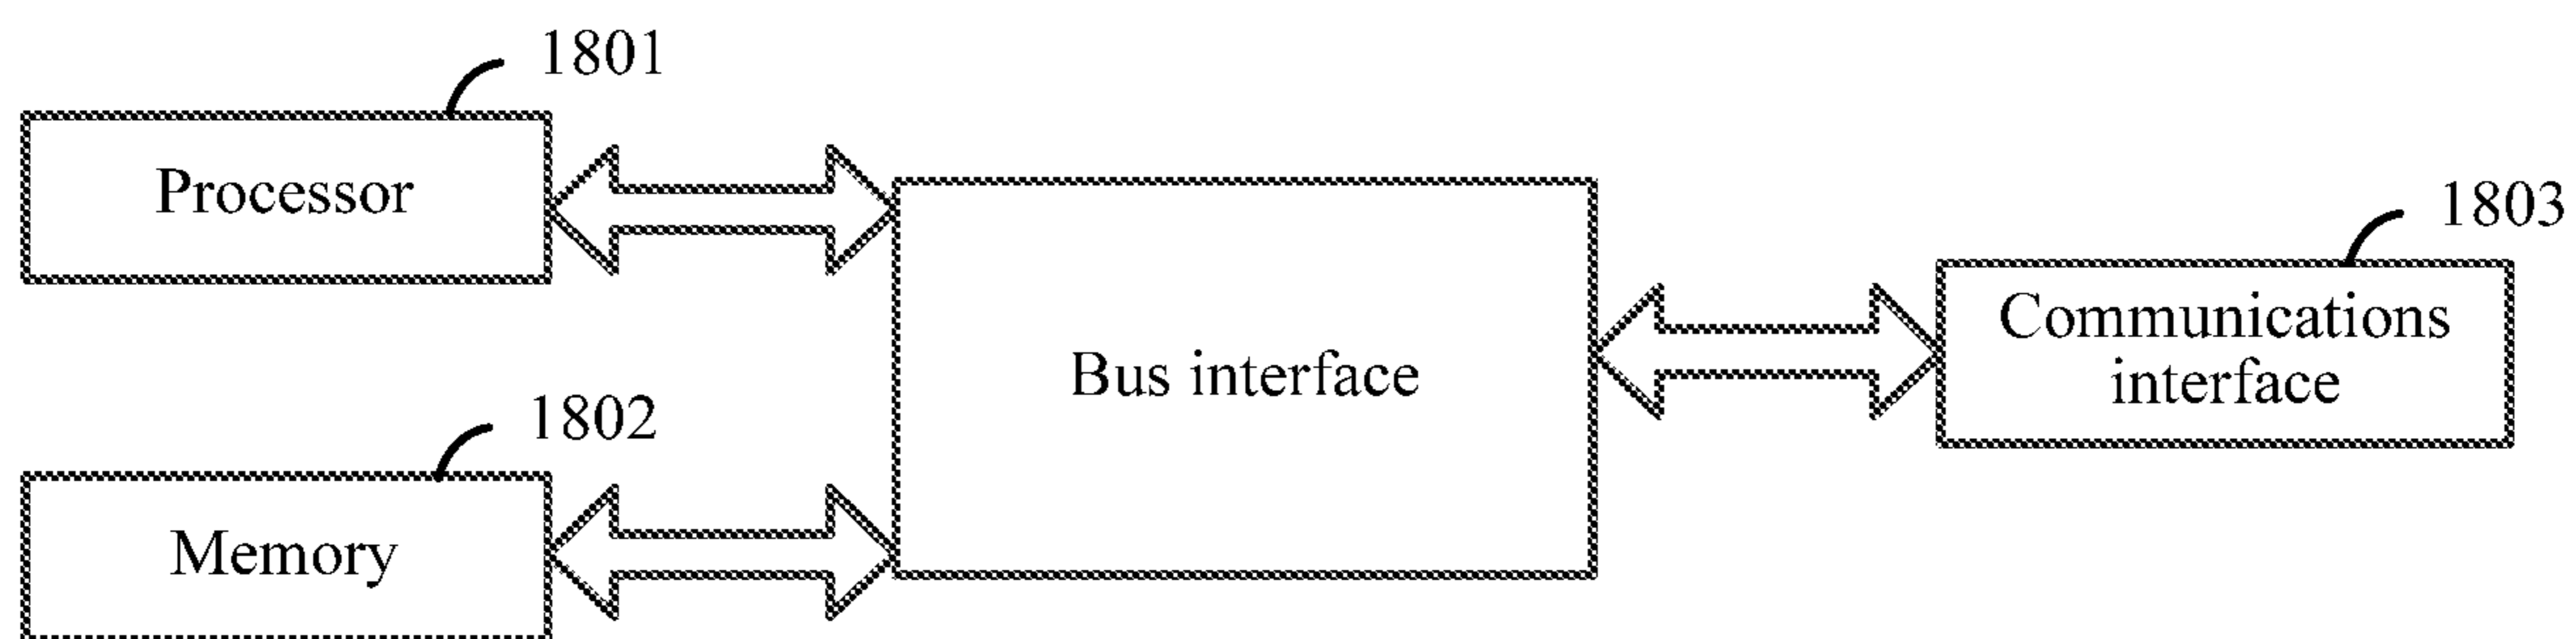 1801
Processor
1803
Communications
interface
Bus interface
1802
Memory